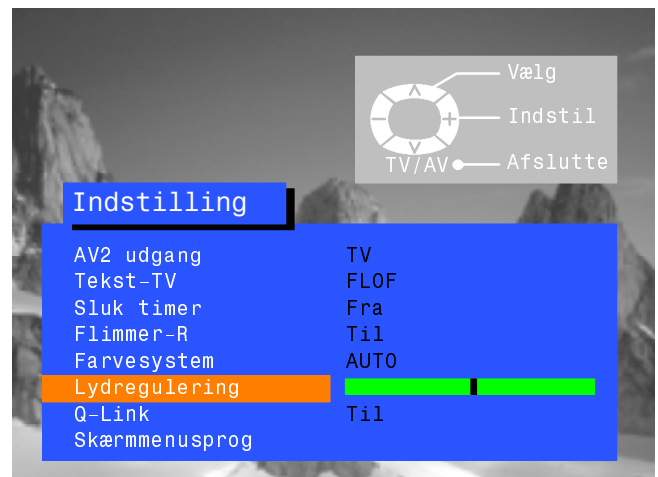 Vælg
Indstil
TV/AV Afslutte
Indstilling
AV2 udgang TV
Tekst-TV FLOF
Sluk timer Fra
Flimmer-R Til
Farvesystem AUTO
Lydregulering
Q-Link Til
Skærmmenusprog